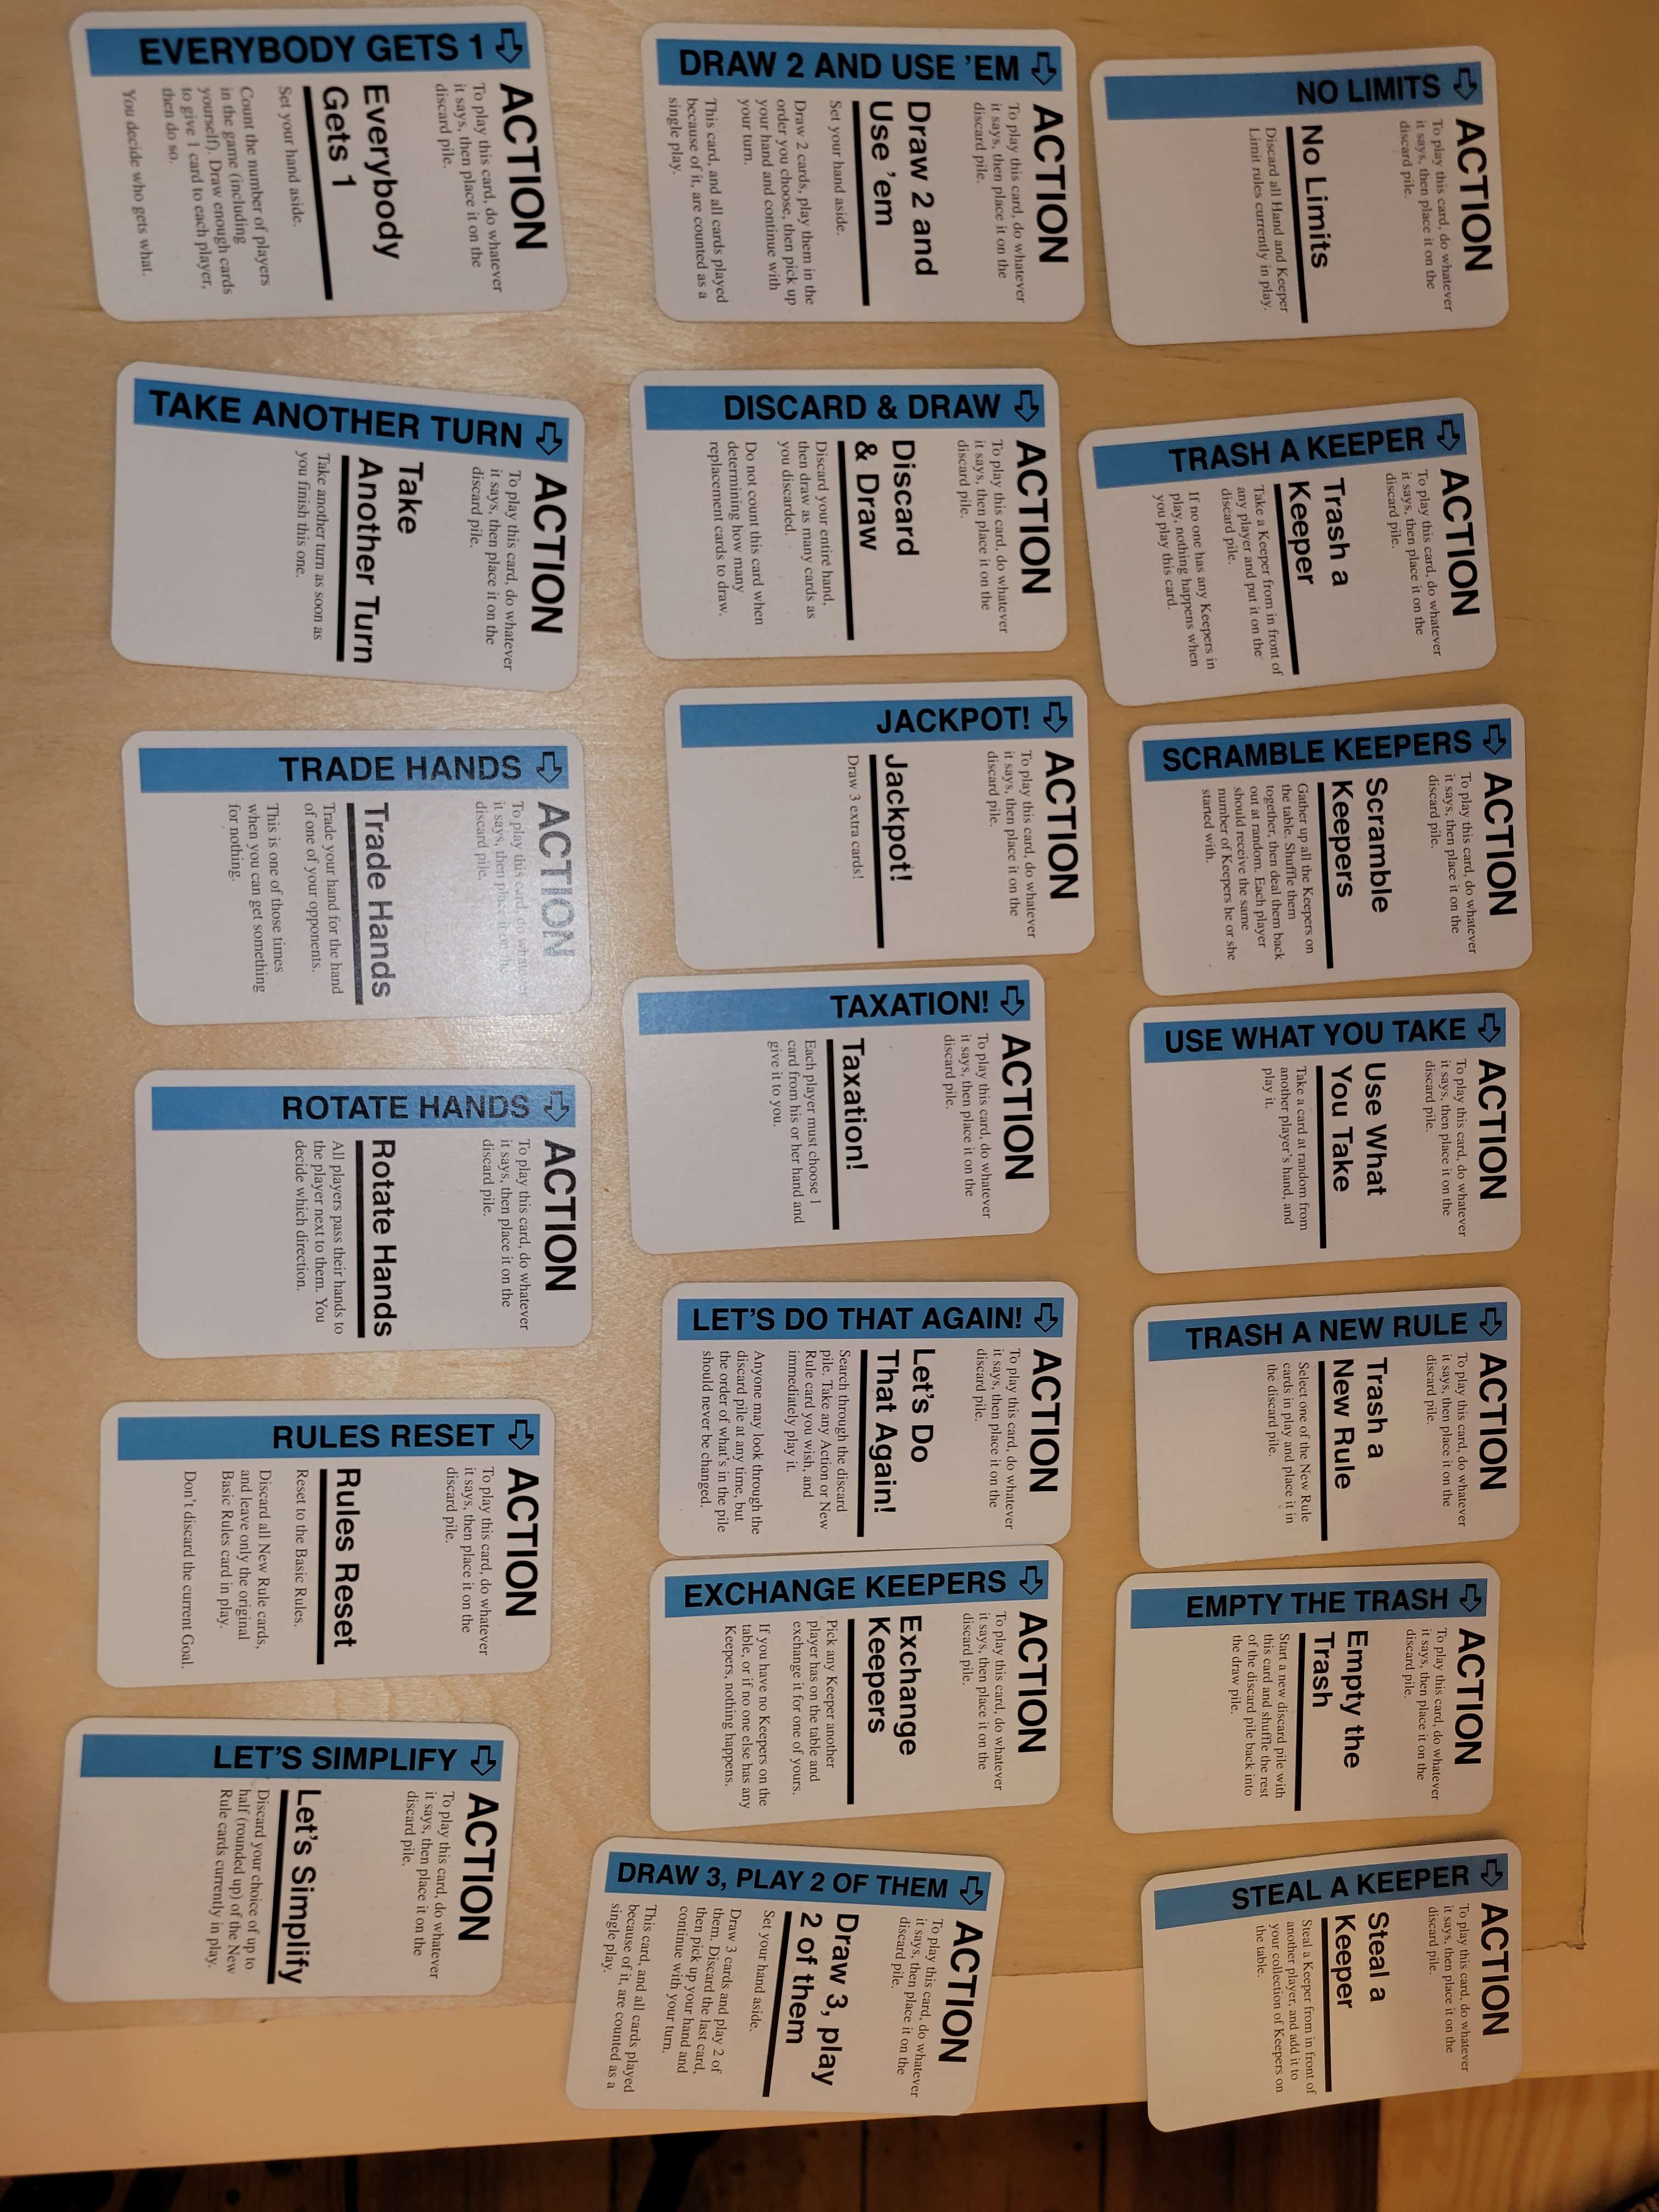 NO LIMITS
ACTION
To play this card, do whatever
it says, then place it on the
discard pile.
No Limits
Discard all Hand and Keeper
Limit rules currently in play.
TRASH A KEEPER
ACTION
To play this card, do whatever
it says, then place it on the
discard pile.
Trash a
Keeper
Take a Keeper from in front of
any player and put it on the
discard pile.
If no one has any Keepers in
play, nothing happens when
you play this card.
SCRAMBLE KEEPERS
ACTION
To play this card, do whatever
it says, then place it on the
discard pile.
Scramble
Keepers
Gather up all the Keepers on
the table. Shuffle them
together, then deal them back
out at random. Each player
should receive the same
number of Keepers he or she
started with.
USE WHAT YOU TAKE
ACTION
To play this card, do whatever
it says, then place it on the
discard pile.
Use What
You Take
Take a card at random from
another player's hand, and
play it.
TRASH A NEW RULE
ACTION
To play this card, do whatever
it says, then place it on the
discard pile.
Trash a
New Rule
Select one of the New Rule
cards in play and place it in
the discard pile.
EMPTY THE TRASH
ACTION
To play this card, do whatever
it says, then place it on the
discard pile.
Empty the
Trash
Start a new discard pile with
this card and shuffle the rest
of the discard pile back into
the draw pile.
STEAL A KEEPER
ACTION
To play this card, do whatever
it says, then place it on the
discard pile.
Steal a
Keeper
Steal a Keeper from in front of
another player, and add it to
your collection of Keepers on
the table.
DRAW 2 AND USE 'EM
ACTION
To play this card, do whatever
it says, then place it on the
discard pile.
Draw 2 and
Use 'em
Set your hand aside.
Draw 2 cards, play them in the
order you choose, then pick up
your hand and continue with
your turn.
This card, and all cards played
because of it, are counted as a
single play.
DISCARD & DRAW
ACTION
To play this card, do whatever
it says, then place it on the
discard pile.
Discard
& Draw
Discard your entire hand,
then draw as many cards as
you discarded.
Do not count this card when
determining how many
replacement cards to draw.
JACKPOT!
ACTION
To play this card, do whatever
it says, then place it on the
discard pile.
Jackpot!
Draw 3 extra cards!
TAXATION!
ACTION
To play this card, do whatever
it says, then place it on the
discard pile.
Taxation!
Each player must choose 1
card from his or her hand and
give it to you.
LET'S DO THAT AGAIN!
ACTION
To play this card, do whatever
it says, then place it on the
discard pile.
Let's Do
That Again!
Search through the discard
pile. Take any Action or New
Rule card you wish, and
immediately play it.
Anyone may look through the
discard pile at any time, but
the order of what's in the pile
should never be changed.
EXCHANGE KEEPERS
ACTION
To play this card, do whatever
it says, then place it on the
discard pile.
Exchange
Keepers
Pick any Keeper another
player has on the table and
exchange it for one of yours.
If you have no Keepers on the
table, or if no one else has any
Keepers, nothing happens.
DRAW 3, PLAY 2 OF THEM
ACTION
To play this card, do whatever
it says, then place it on the
discard pile.
Draw 3, play
2 of them
Set your hand aside.
Draw 3 cards and play 2 of
them. Discard the last card,
then pick up your hand and
continue with your turn.
This card, and all cards played
because of it, are counted as a
single play.
EVERYBODY GETS 1
ACTION
To play this card, do whatever
it says, then place it on the
discard pile.
Everybody
Gets 1
Set your hand aside.
Count the number of players
in the game (including
yourself). Draw enough cards
to give 1 card to each player,
then do so.
You decide who gets what.
TAKE ANOTHER TURN
ACTION
To play this card, do whatever
it says, then place it on the
discard pile.
Take
Another Turn
Take another turn as soon as
you finish this one.
TRADE HANDS
ACTION
To play this card, do whatever
it says, then place it on the
discard pile.
Trade Hands
Trade your hand for the hand
of one of your opponents.
This is one of those times
when you can get something
for nothing.
ROTATE HANDS
ACTION
To play this card, do whatever
it says, then place it on the
discard pile.
Rotate Hands
All players pass their hands to
the player next to them. You
decide which direction.
RULES RESET
ACTION
To play this card, do whatever
it says, then place it on the
discard pile.
Rules Reset
Reset to the Basic Rules.
Discard all New Rule cards,
and leave only the original
Basic Rules card in play.
Don't discard the current Goal.
LET'S SIMPLIFY
ACTION
To play this card, do whatever
it says, then place it on the
discard pile.
Let's Simplify
Discard your choice of up to
half (rounded up) of the New
Rule cards currently in play.